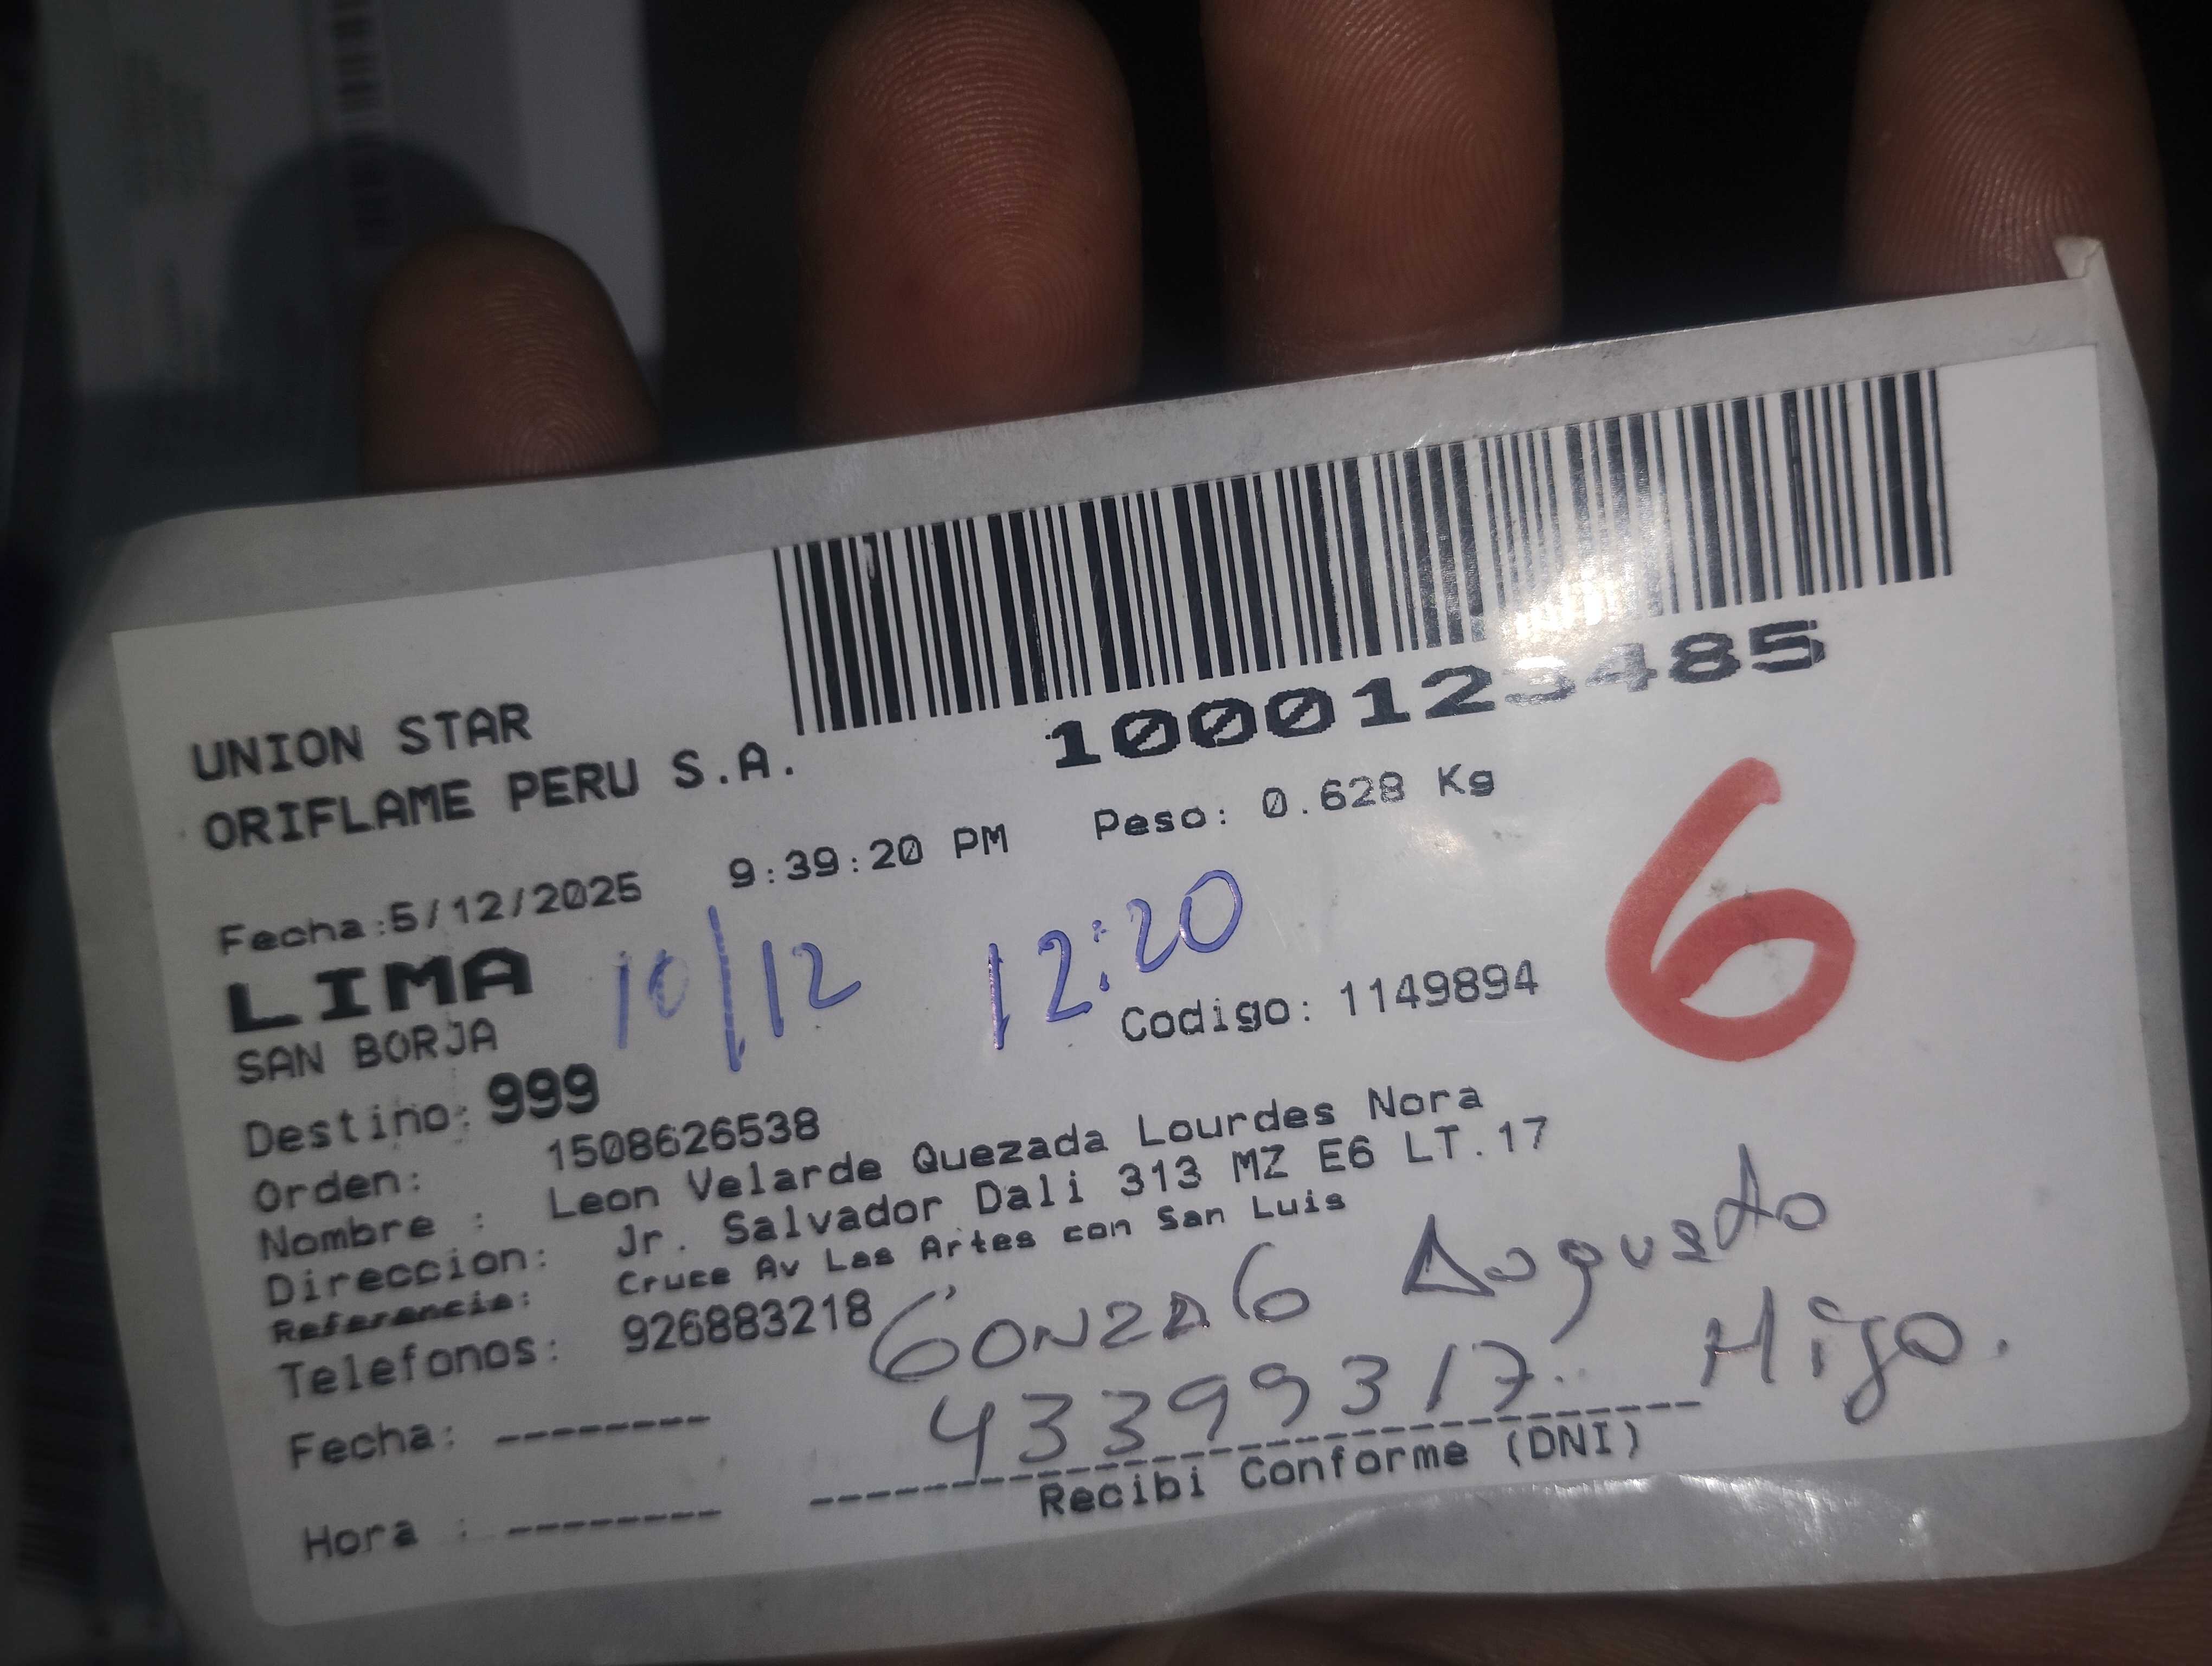 1000123485
UNION STAR
ORIFLAME PERU S.A.
Fecha:5/12/2025 9:39:20 PM Peso: 0.628 Kg
LIMA 10/12 12:20 6
SAN BORJA Codigo: 1149894
Destino: 999
Orden: 1508626538
Nombre : Leon Velarde Quezada Lourdes Nora
Direccion: Jr. Salvador Dali 313 MZ E6 LT.17
Referencia: Cruce Av Las Artes con San Luis
Telefonos: 926883218
Gonzalo Augusto
43399317 Hijo.
Fecha: --------
Recibi Conforme (DNI)
Hora : --------